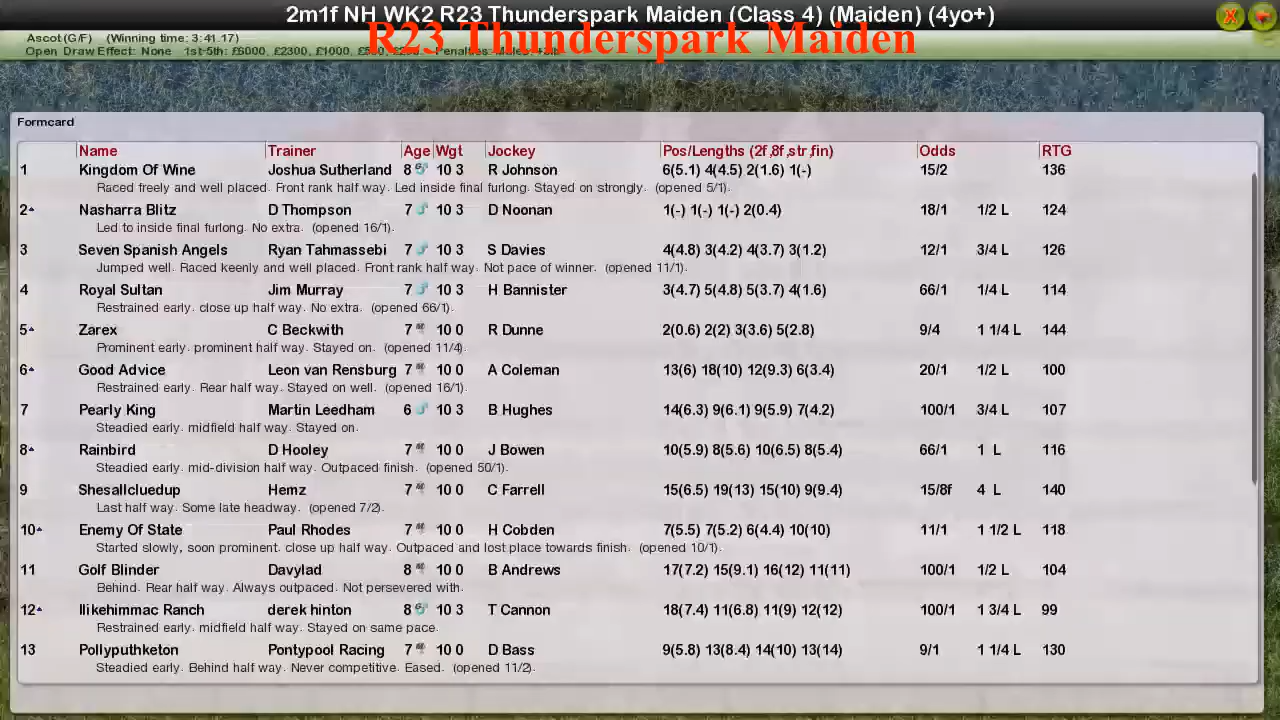 2m1f NH WK2 R23 Thunderspark Maiden (Class 4) (Maiden) (4yo+)
R23 Thunderspark Maiden
Ascot (G/F) (Winning time: 3:41.17)
Open Draw Effect: None 1st-5th: £6000, £2300, £1000,
Formcard
Name Trainer Age Wgt Jockey Pos/Lengths (2f,8f,str,fin) Odds RTG
1 Kingdom Of Wine Joshua Sutherland 8 10 3 R Johnson 6(5.1) 4(4.5) 2(1.6) 1(-) 15/2 136
Raced freely and well placed. Front rank half way. Led inside final furlong. Stayed on strongly. (opened 5/1).
2 Nasharra Blitz D Thompson 7 10 3 D Noonan 1(-) 1(-) 1(-) 2(0.4) 18/1 1/2 L 124
Led to inside final furlong. No extra. (opened 16/1).
3 Seven Spanish Angels Ryan Tahmassebi 7 10 3 S Davies 4(4.8) 3(4.2) 4(3.7) 3(1.2) 12/1 3/4 L 126
Jumped well. Raced keenly and well placed. Front rank half way. Not pace of winner. (opened 11/1).
4 Royal Sultan Jim Murray 7 10 3 H Bannister 3(4.7) 5(4.8) 5(3.7) 4(1.6) 66/1 1/4 L 114
Restrained early. close up half way. No extra. (opened 66/1).
5 Zarex C Beckwith 7 10 0 R Dunne 2(0.6) 2(2) 3(3.6) 5(2.8) 9/4 1 1/4 L 144
Prominent early. prominent half way. Stayed on. (opened 11/4).
6 Good Advice Leon van Rensburg 7 10 0 A Coleman 13(6) 18(10) 12(9.3) 6(3.4) 20/1 1/2 L 100
Restrained early. Rear half way. Stayed on well. (opened 16/1).
7 Pearly King Martin Leedham 6 10 3 B Hughes 14(6.3) 9(6.1) 9(5.9) 7(4.2) 100/1 3/4 L 107
Steadied early. midfield half way. Stayed on.
8 Rainbird D Hooley 7 10 0 J Bowen 10(5.9) 8(5.6) 10(6.5) 8(5.4) 66/1 1 L 116
Steadied early. mid-division half way. Outpaced finish. (opened 50/1).
9 Shesallcluedup Hemz 7 10 0 C Farrell 15(6.5) 19(13) 15(10) 9(9.4) 15/8f 4 L 140
Last half way. Some late headway. (opened 7/2).
10 Enemy Of State Paul Rhodes 7 10 0 H Cobden 7(5.5) 7(5.2) 6(4.4) 10(10) 11/1 1 1/2 L 118
Started slowly, soon prominent. close up half way. Outpaced and lost place towards finish. (opened 10/1).
11 Golf Blinder Davylad 8 10 0 B Andrews 17(7.2) 15(9.1) 16(12) 11(11) 100/1 1/2 L 104
Behind. Rear half way. Always outpaced. Not persevered with.
12 Ilikehimmac Ranch derek hinton 8 10 3 T Cannon 18(7.4) 11(6.8) 11(9) 12(12) 100/1 1 3/4 L 99
Restrained early. midfield half way. Stayed on same pace.
13 Pollyputhketon Pontypool Racing 7 10 0 D Bass 9(5.8) 13(8.4) 14(10) 13(14) 9/1 1 1/4 L 130
Steadied early. Behind half way. Never competitive. Eased. (opened 11/2).